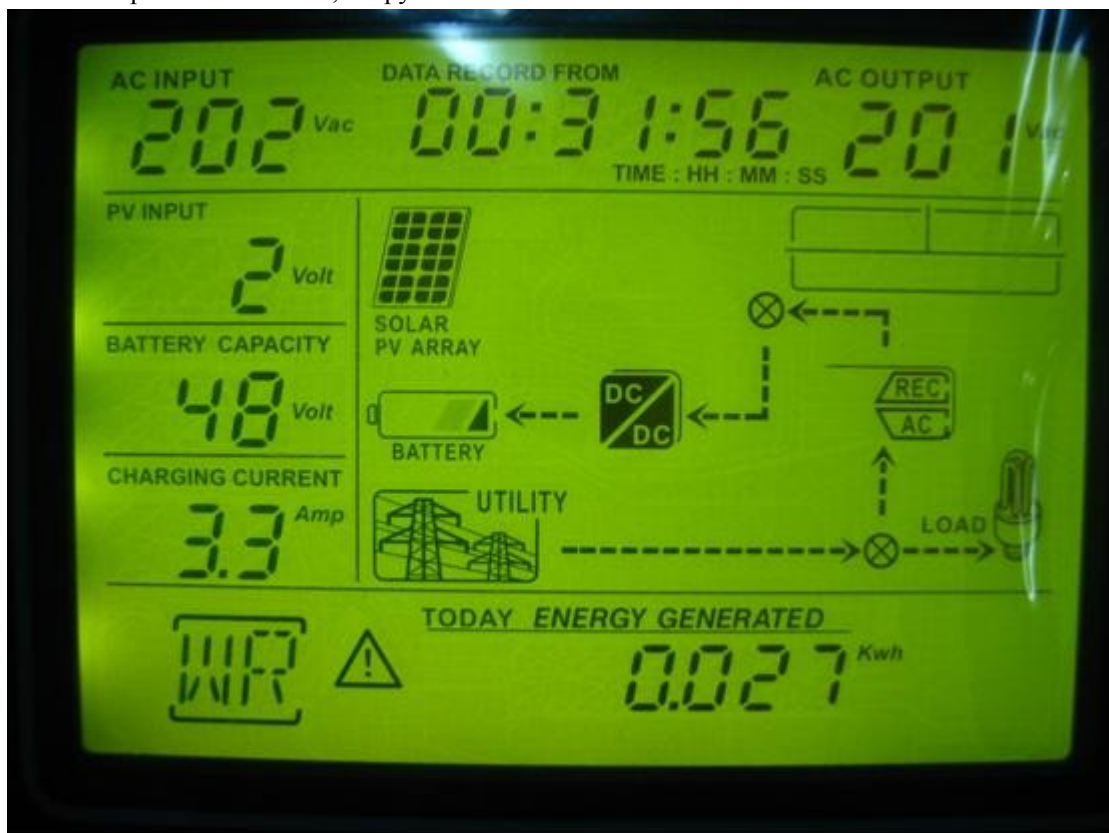 AC INPUT
202 Vac
DATA RECORD FROM
00:31:56
TIME : HH : MM : SS
AC OUTPUT
201 Vac
PV INPUT
2 Volt
BATTERY CAPACITY
48 Volt
CHARGING CURRENT
3.3 Amp
SOLAR
PV ARRAY
DC
DC
BATTERY
REC
AC
UTILITY
LOAD
WR
TODAY ENERGY GENERATED
0.027 Kwh